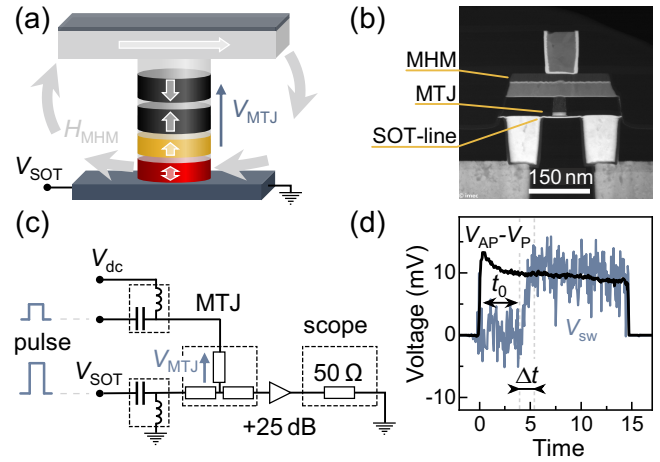 (a)
V_MTJ
H_MHM
V_SOT
(b)
MHM
MTJ
SOT-line
150 nm
(c)
V_dc
MTJ
scope
pulse
V_SOT
V_MTJ
50 Ω
+25 dB
(d)
V_AP-V_P
t_0
V_sw
Δt
Voltage (mV)
10
0
-10
0
5
10
15
Time